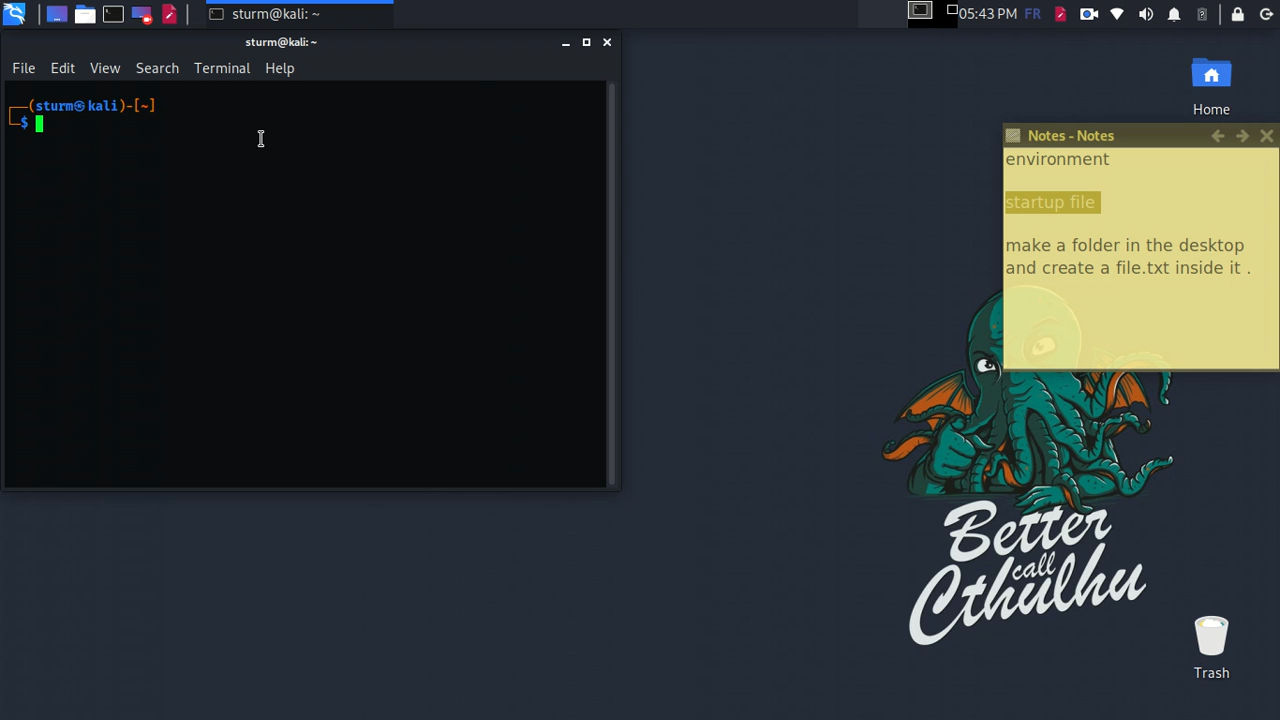 sturm@kali: ~
05:43 PM FR
sturm@kali:~
File Edit View Search Terminal Help
┌──(sturm㉿kali)-[~]
└─$
Home
Notes - Notes
environment
startup file
make a folder in the desktop
and create a file.txt inside it .
Better
call
Cthulhu
Trash